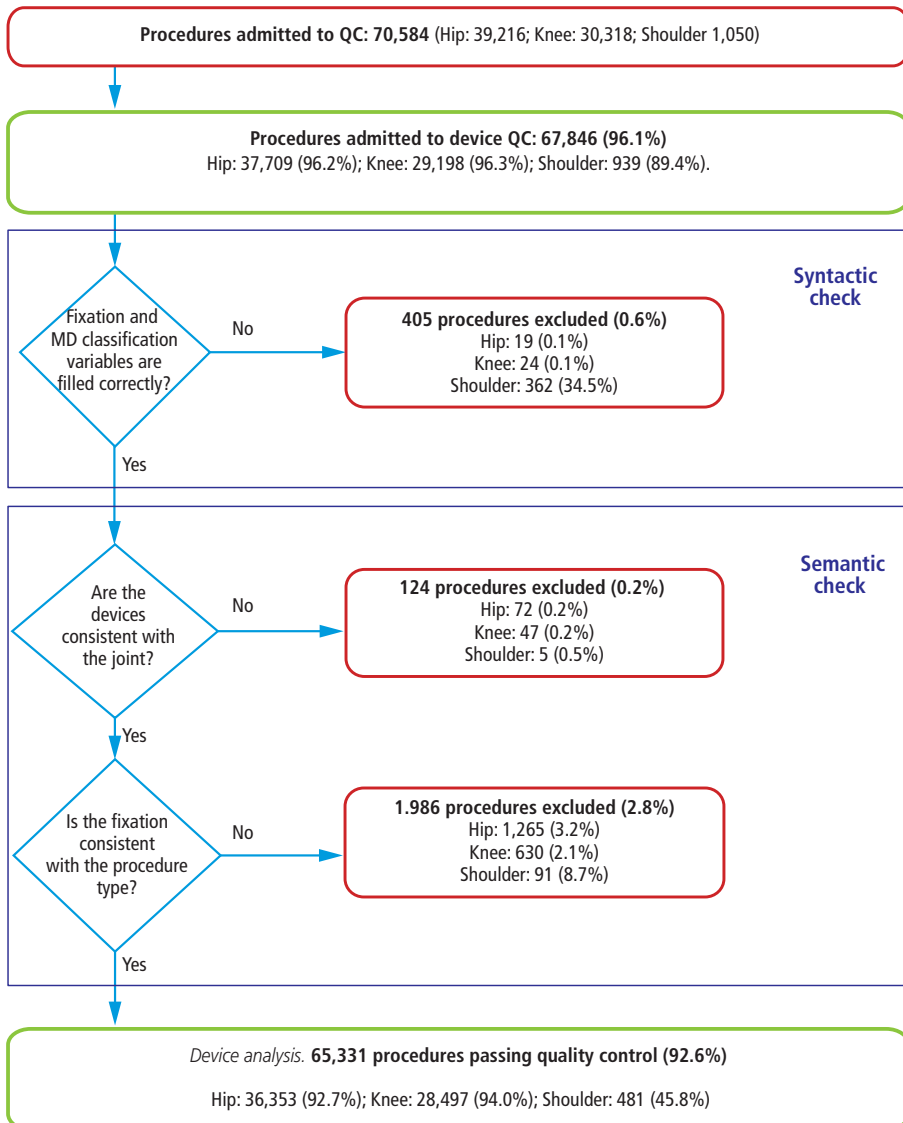 Procedures admitted to QC: 70,584 (Hip: 39,216; Knee: 30,318; Shoulder 1,050)
Procedures admitted to device QC: 67,846 (96.1%)
Hip: 37,709 (96.2%); Knee: 29,198 (96.3%); Shoulder: 939 (89.4%).
Syntactic
check
Fixation and
MD classification
variables are
filled correctly?
No
405 procedures excluded (0.6%)
Hip: 19 (0.1%)
Knee: 24 (0.1%)
Shoulder: 362 (34.5%)
Yes
Semantic
check
Are the
devices
consistent with
the joint?
No
124 procedures excluded (0.2%)
Hip: 72 (0.2%)
Knee: 47 (0.2%)
Shoulder: 5 (0.5%)
Yes
Is the fixation
consistent
with the procedure
type?
No
1.986 procedures excluded (2.8%)
Hip: 1,265 (3.2%)
Knee: 630 (2.1%)
Shoulder: 91 (8.7%)
Yes
Device analysis. 65,331 procedures passing quality control (92.6%)
Hip: 36,353 (92.7%); Knee: 28,497 (94.0%); Shoulder: 481 (45.8%)